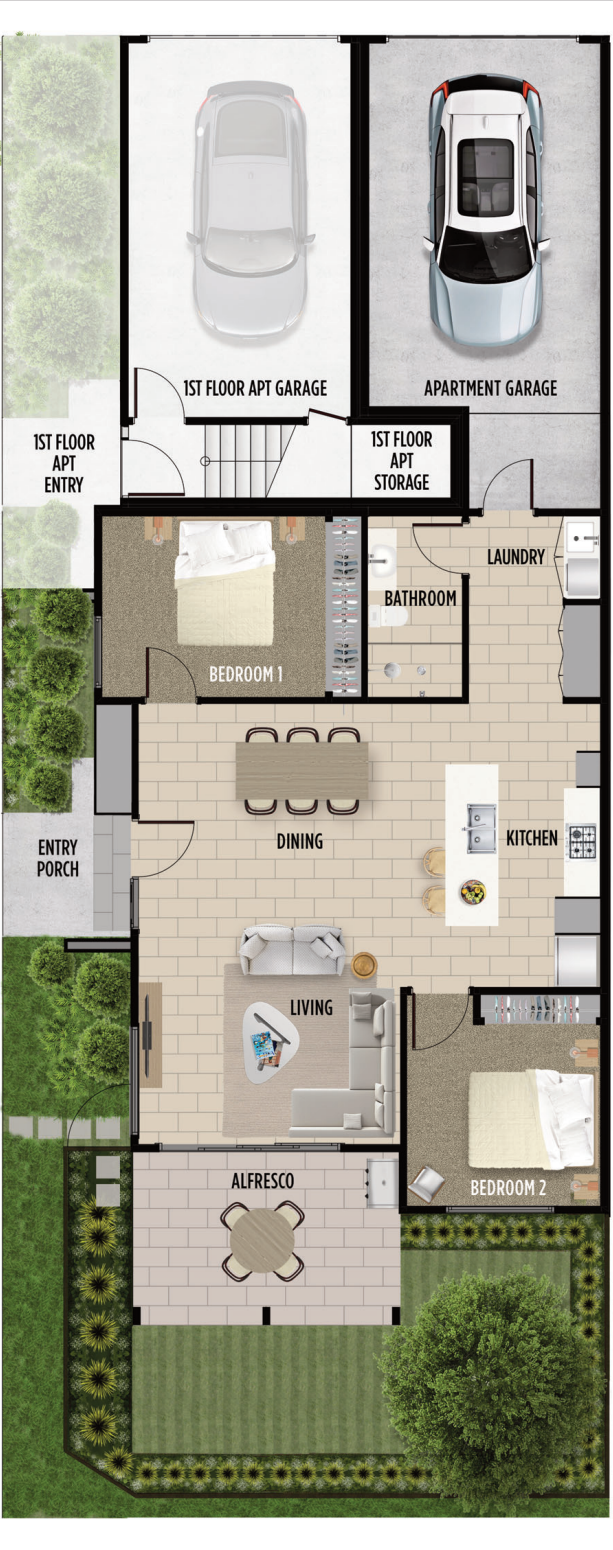 1ST FLOOR APT GARAGE
APARTMENT GARAGE
1ST FLOOR
APT
ENTRY
1ST FLOOR
APT
STORAGE
LAUNDRY
BATHROOM
BEDROOM 1
DINING
KITCHEN
ENTRY
PORCH
LIVING
ALFRESCO
BEDROOM 2